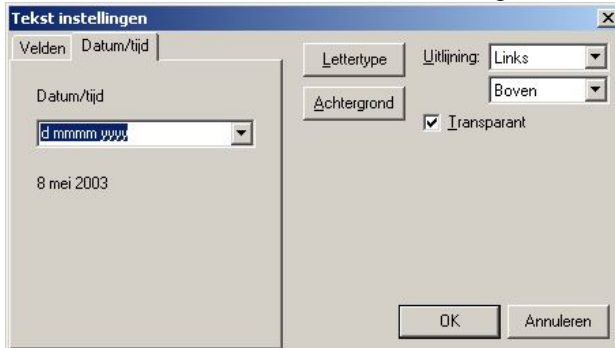 Tekst instellingen
Velden Datum/tijd
Datum/tijd
d mmmm yyyy
8 mei 2003
Lettertype
Achtergrond
Uitlijning: Links
Boven
Transparant
OK Annuleren